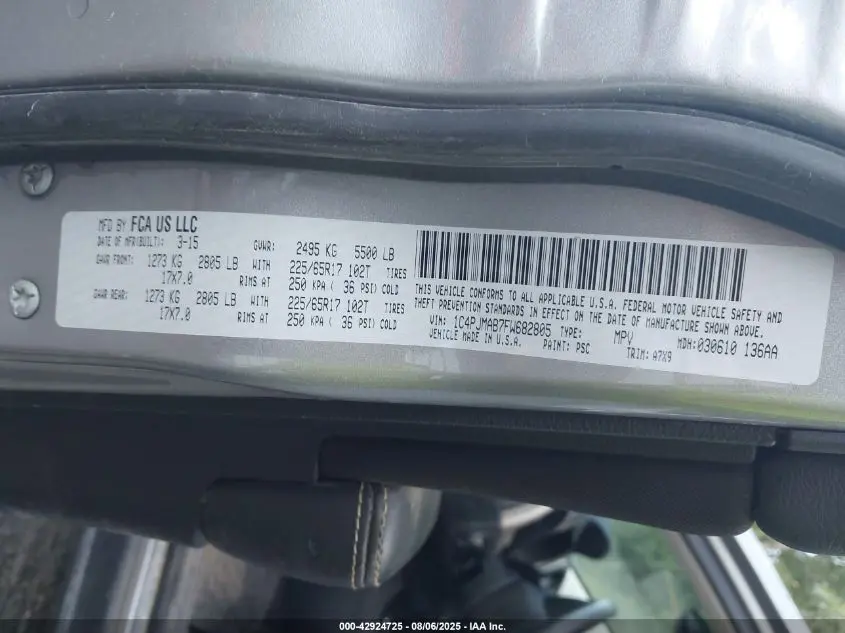 MFD BY FCA US LLC
DATE OF MFR(BUILT): 3-15 GVWR: 2495 KG 5500 LB
GAWR FRONT: 1273 KG 2805 LB WITH 225/65R17 102T TIRES
17X7.0 RIMS AT 250 KPA ( 36 PSI) COLD
GAWR REAR: 1273 KG 2805 LB WITH 225/65R17 102T TIRES
17X7.0 RIMS AT 250 KPA ( 36 PSI) COLD
THIS VEHICLE CONFORMS TO ALL APPLICABLE U.S.A. FEDERAL MOTOR VEHICLE SAFETY AND
THEFT PREVENTION STANDARDS IN EFFECT ON THE DATE OF MANUFACTURE SHOWN ABOVE.
VIN: 1C4PJMAB7FW682805 TYPE: MPV MDH:030610 136AA
VEHICLE MADE IN U.S.A. PAINT: PSC TRIM: A7X9
000-42924725 - 08/06/2025 - IAA Inc.